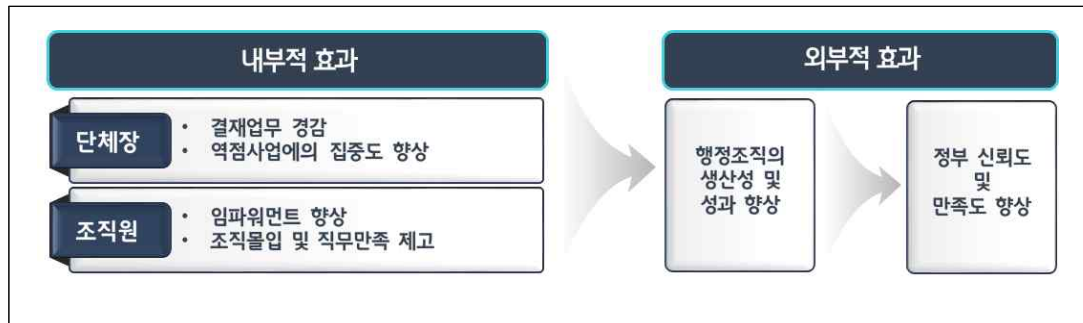 내부적 효과
단체장
• 결재업무 경감
• 역점사업에의 집중도 향상
조직원
• 임파워먼트 향상
• 조직몰입 및 직무만족 제고
외부적 효과
행정조직의
생산성 및
성과 향상
정부 신뢰도
및
만족도 향상